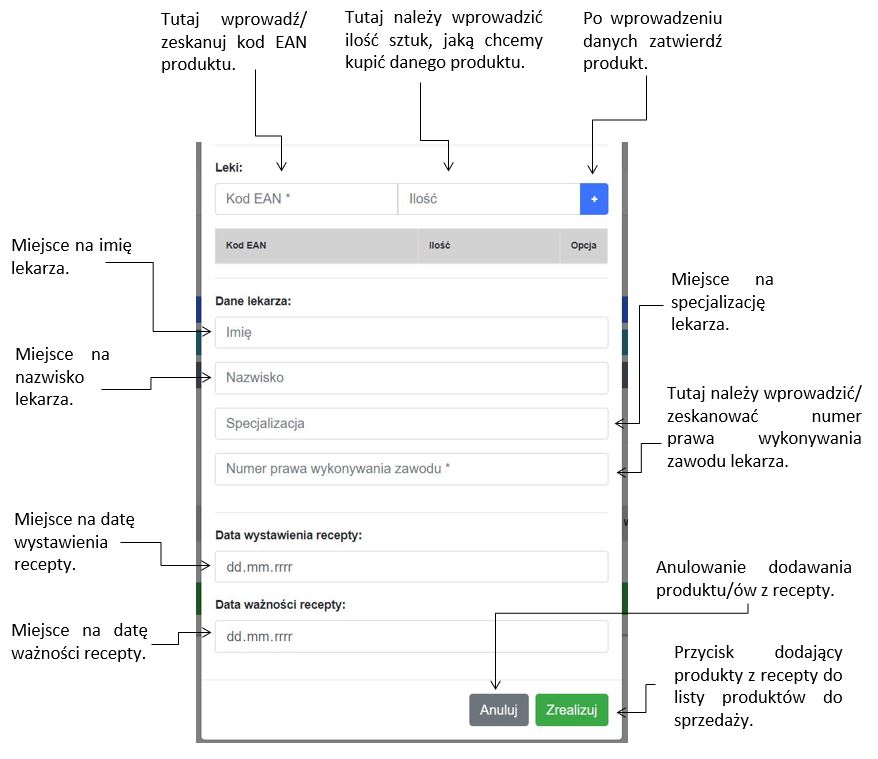 Tutaj wprowadź/
zeskanuj kod EAN
produktu.
Tutaj należy wprowadzić
ilość sztuk, jaką chcemy
kupić danego produktu.
Po wprowadzeniu
danych zatwierdź
produkt.
Leki:
Kod EAN *
Ilość
+
Kod EAN
Ilość
Opcja
Miejsce na imię
lekarza.
Dane lekarza:
Imię
Miejsce na
specjalizację
lekarza.
Miejsce na
nazwisko
lekarza.
Nazwisko
Specjalizacja
Tutaj należy wprowadzić/
zeskanować numer
prawa wykonywania
zawodu lekarza.
Numer prawa wykonywania zawodu *
Miejsce na datę
wystawienia
recepty.
Data wystawienia recepty:
dd.mm.rrrr
Anulowanie dodawania
produktu/ów z recepty.
Data ważności recepty:
dd.mm.rrrr
Miejsce na datę
ważności recepty.
Przycisk dodający
produkty z recepty do
listy produktów do
sprzedaży.
Anuluj
Zrealizuj